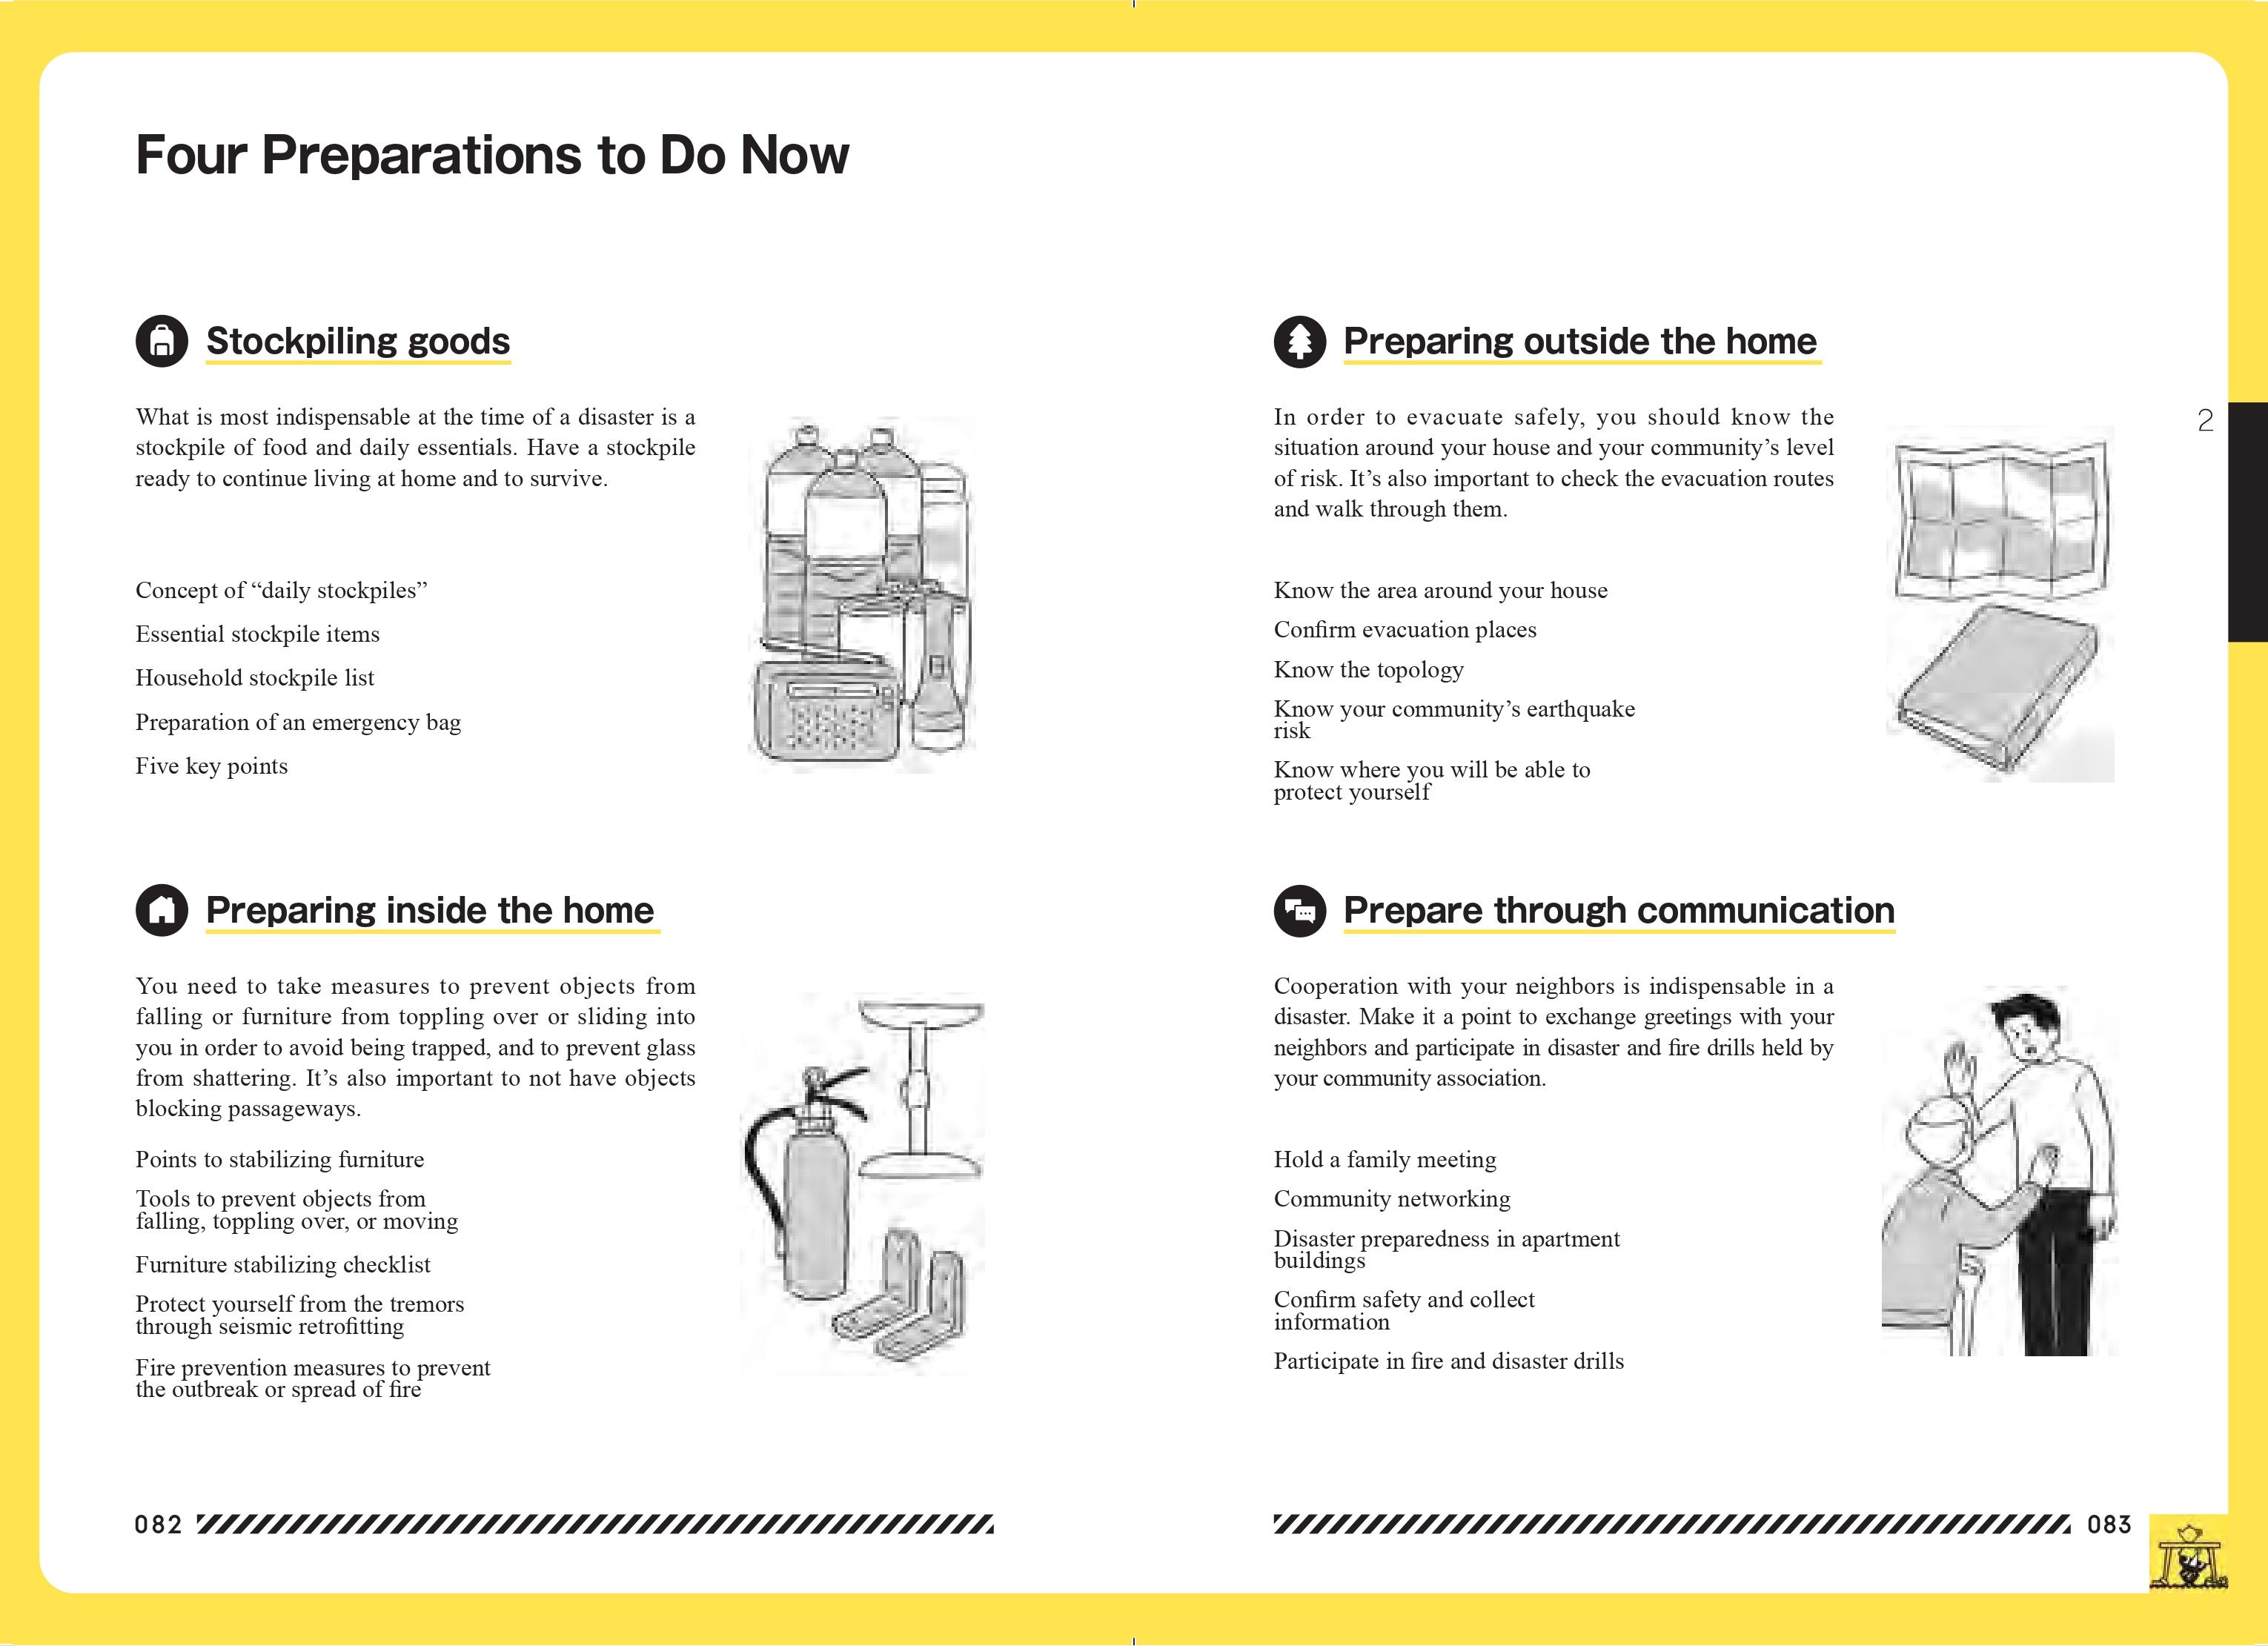 Four Preparations to Do Now
Stockpiling goods
What is most indispensable at the time of a disaster is a
stockpile of food and daily essentials. Have a stockpile
ready to continue living at home and to survive.
Concept of “daily stockpiles”
Essential stockpile items
Household stockpile list
Preparation of an emergency bag
Five key points
Preparing inside the home
You need to take measures to prevent objects from
falling or furniture from toppling over or sliding into
you in order to avoid being trapped, and to prevent glass
from shattering. It’s also important to not have objects
blocking passageways.
Points to stabilizing furniture
Tools to prevent objects from
falling, toppling over, or moving
Furniture stabilizing checklist
Protect yourself from the tremors
through seismic retrofitting
Fire prevention measures to prevent
the outbreak or spread of fire
082
Preparing outside the home
In order to evacuate safely, you should know the
situation around your house and your community’s level
of risk. It’s also important to check the evacuation routes
and walk through them.
Know the area around your house
Confirm evacuation places
Know the topology
Know your community’s earthquake
risk
Know where you will be able to
protect yourself
2
Prepare through communication
Cooperation with your neighbors is indispensable in a
disaster. Make it a point to exchange greetings with your
neighbors and participate in disaster and fire drills held by
your community association.
Hold a family meeting
Community networking
Disaster preparedness in apartment
buildings
Confirm safety and collect
information
Participate in fire and disaster drills
083